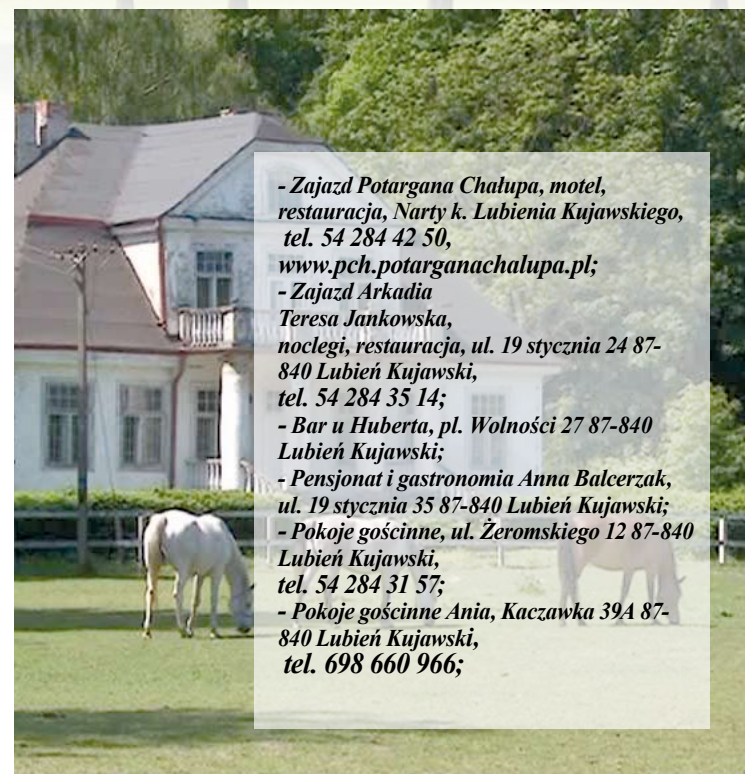 - Zajazd Potargana Chałupa, motel,
restauracja, Narty k. Lubienia Kujawskiego,
tel. 54 284 42 50,
www.pch.potarganachalupa.pl;
- Zajazd Arkadia
Teresa Jankowska,
noclegi, restauracja, ul. 19 stycznia 24 87-
840 Lubień Kujawski,
tel. 54 284 35 14;
- Bar u Huberta, pl. Wolności 27 87-840
Lubień Kujawski;
- Pensjonat i gastronomia Anna Balcerzak,
ul. 19 stycznia 35 87-840 Lubień Kujawski;
- Pokoje gościnne, ul. Żeromskiego 12 87-840
Lubień Kujawski,
tel. 54 284 31 57;
- Pokoje gościnne Ania, Kaczawka 39A 87-
840 Lubień Kujawski,
tel. 698 660 966;